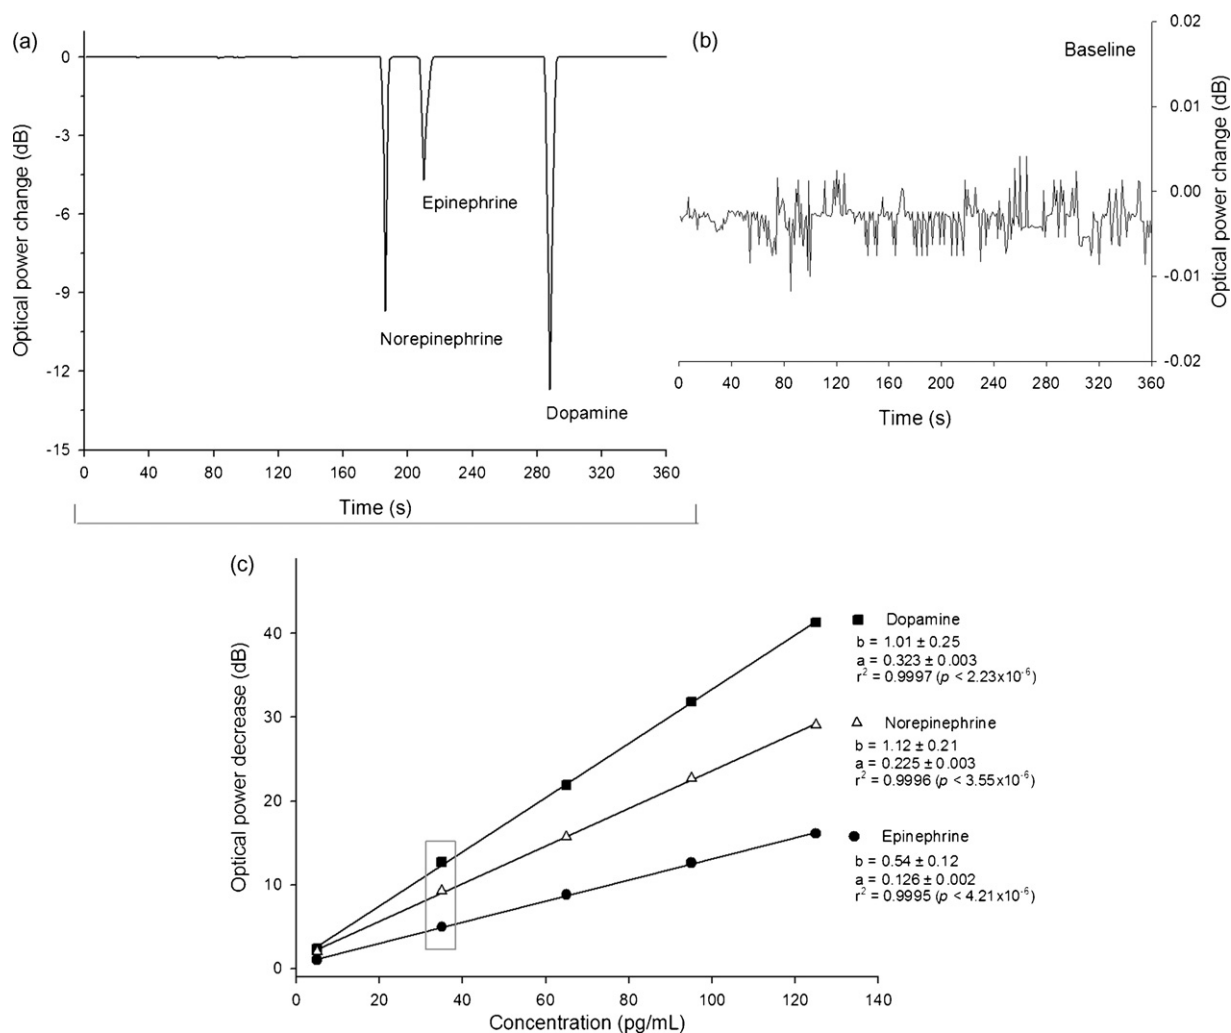 (a)
0
-3
-6
-9
-12
-15
Optical power change (dB)
Epinephrine
Norepinephrine
Dopamine
0 40 80 120 160 200 240 280 320 360
Time (s)
(b)
Baseline
0.02
0.01
0.00
-0.01
-0.02
Optical power change (dB)
0 40 80 120 160 200 240 280 320 360
Time (s)
(c)
40
30
20
10
0
Optical power decrease (dB)
0 20 40 60 80 100 120 140
Concentration (pg/mL)
Dopamine
b = 1.01 ± 0.25
a = 0.323 ± 0.003
r² = 0.9997 (p < 2.23x10⁻⁶)
Norepinephrine
b = 1.12 ± 0.21
a = 0.225 ± 0.003
r² = 0.9996 (p < 3.55x10⁻⁶)
Epinephrine
b = 0.54 ± 0.12
a = 0.126 ± 0.002
r² = 0.9995 (p < 4.21x10⁻⁶)